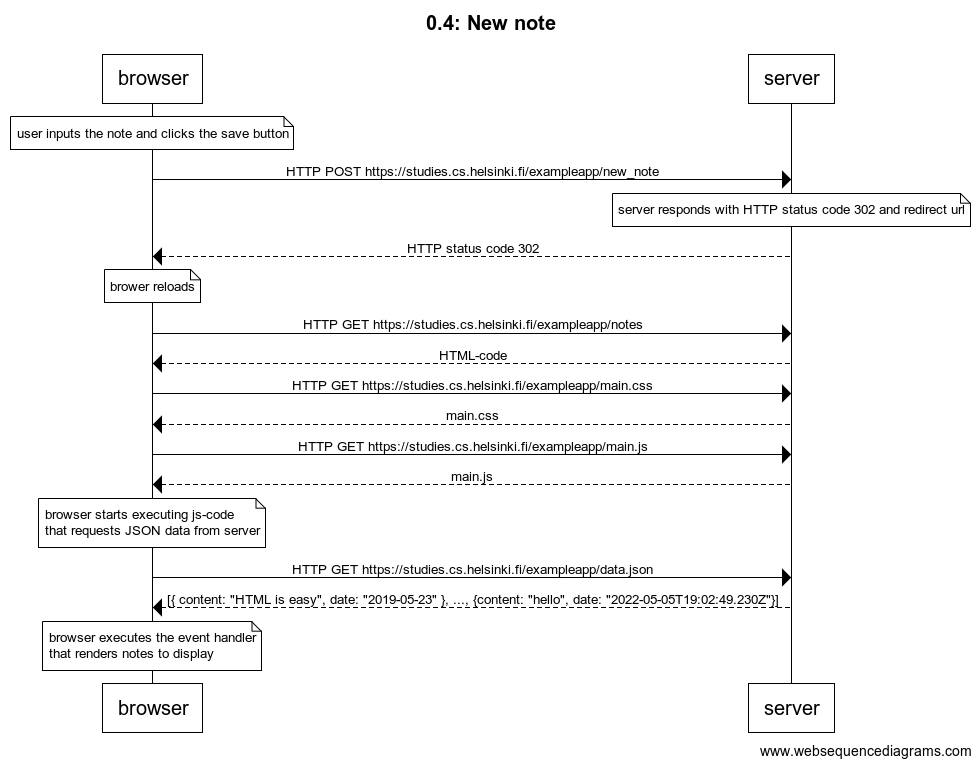 0.4: New note
browser
server
user inputs the note and clicks the save button
HTTP POST https://studies.cs.helsinki.fi/exampleapp/new_note
server responds with HTTP status code 302 and redirect url
HTTP status code 302
brower reloads
HTTP GET https://studies.cs.helsinki.fi/exampleapp/notes
HTML-code
HTTP GET https://studies.cs.helsinki.fi/exampleapp/main.css
main.css
HTTP GET https://studies.cs.helsinki.fi/exampleapp/main.js
main.js
browser starts executing js-code
that requests JSON data from server
HTTP GET https://studies.cs.helsinki.fi/exampleapp/data.json
[{ content: "HTML is easy", date: "2019-05-23" }, ..., {content: "hello", date: "2022-05-05T19:02:49.230Z"}]
browser executes the event handler
that renders notes to display
browser
server
www.websequencediagrams.com